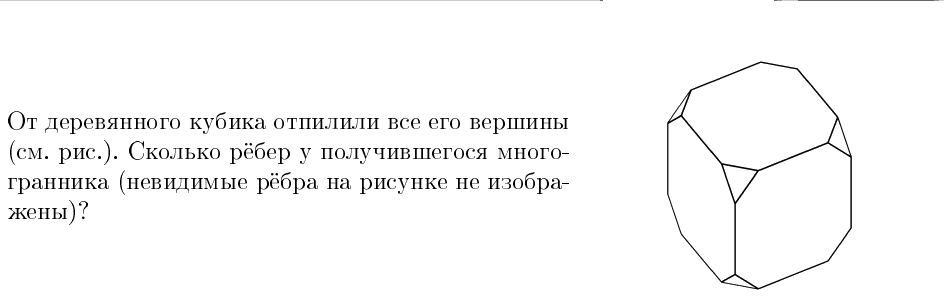 От деревянного кубика отпилили все его вершины
(см. рис.). Сколько рёбер у получившегося много-
гранника (невидимые рёбра на рисунке не изобра-
жены)?